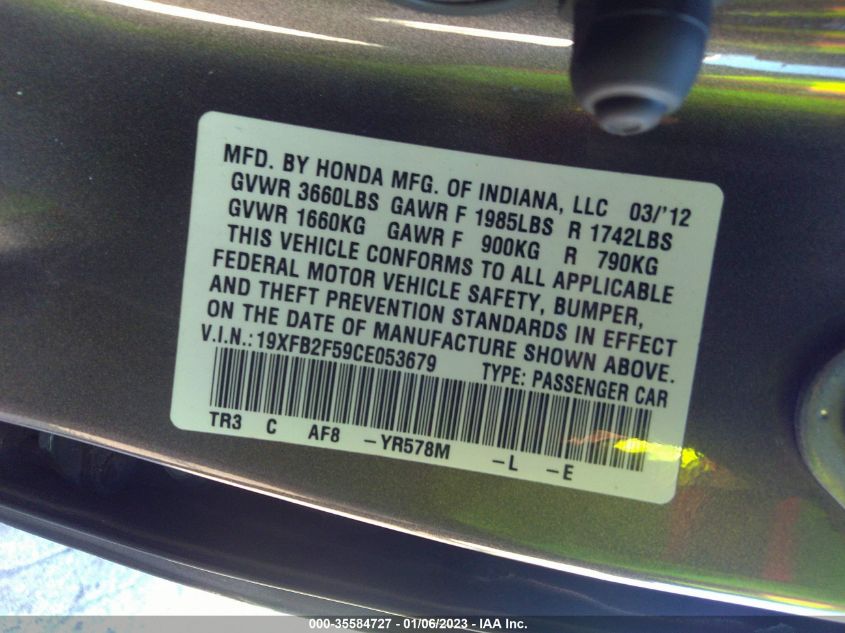 MFD. BY HONDA MFG. OF INDIANA, LLC 03/'12
GVWR 3660LBS GAWR F 1985LBS R 1742LBS
GVWR 1660KG GAWR F 900KG R 790KG
THIS VEHICLE CONFORMS TO ALL APPLICABLE
FEDERAL MOTOR VEHICLE SAFETY, BUMPER,
AND THEFT PREVENTION STANDARDS IN EFFECT
ON THE DATE OF MANUFACTURE SHOWN ABOVE.
V.I.N.:19XFB2F59CE053679 TYPE: PASSENGER CAR
TR3 C AF8 -YR578M -L -E
000-35584727 - 01/06/2023 - IAA Inc.